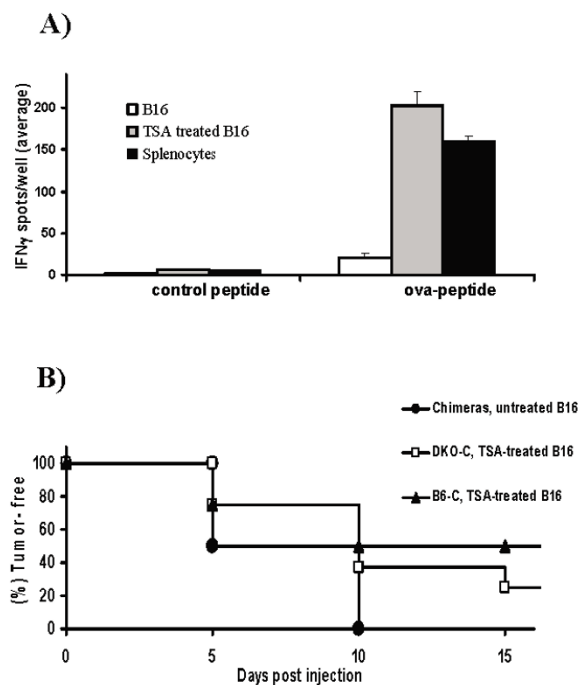 A)
IFNγ spots/well (average)
200
150
100
50
0
B16
TSA treated B16
Splenocytes
control peptide
ova-peptide
B)
Chimeras, untreated B16
DKO-C, TSA-treated B16
B6-C, TSA-treated B16
(%) Tumor- free
100
80
60
40
20
0
0
5
10
15
Days post injection